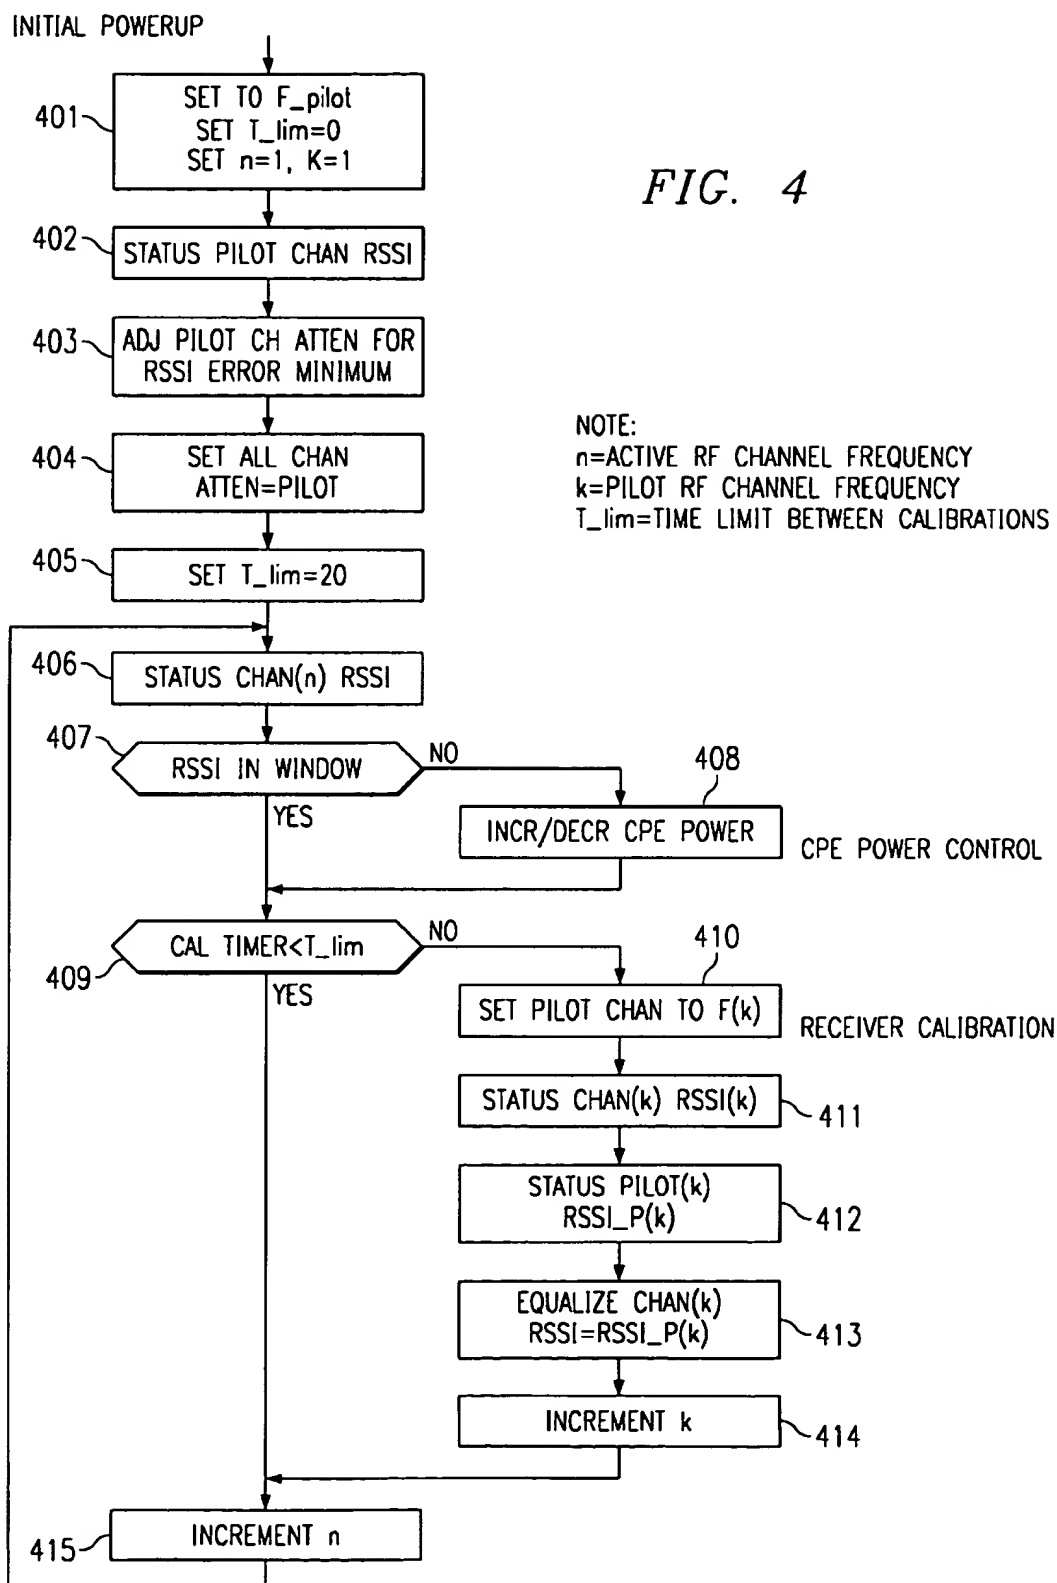 INITIAL POWERUP
401
SET TO F_pilot
SET T_lim=0
SET n=1, K=1
FIG. 4
402
STATUS PILOT CHAN RSSI
403
ADJ PILOT CH ATTEN FOR
RSSI ERROR MINIMUM
404
SET ALL CHAN
ATTEN=PILOT
NOTE:
n=ACTIVE RF CHANNEL FREQUENCY
k=PILOT RF CHANNEL FREQUENCY
T_lim=TIME LIMIT BETWEEN CALIBRATIONS
405
SET T_lim=20
406
STATUS CHAN(n) RSSI
407
RSSI IN WINDOW
NO
YES
408
INCR/DECR CPE POWER
CPE POWER CONTROL
409
CAL TIMER<T_lim
NO
YES
410
SET PILOT CHAN TO F(k)
RECEIVER CALIBRATION
STATUS CHAN(k) RSSI(k)
411
STATUS PILOT(k)
RSSI_P(k)
412
EQUALIZE CHAN(k)
RSSI=RSSI_P(k)
413
INCREMENT k
414
415
INCREMENT n